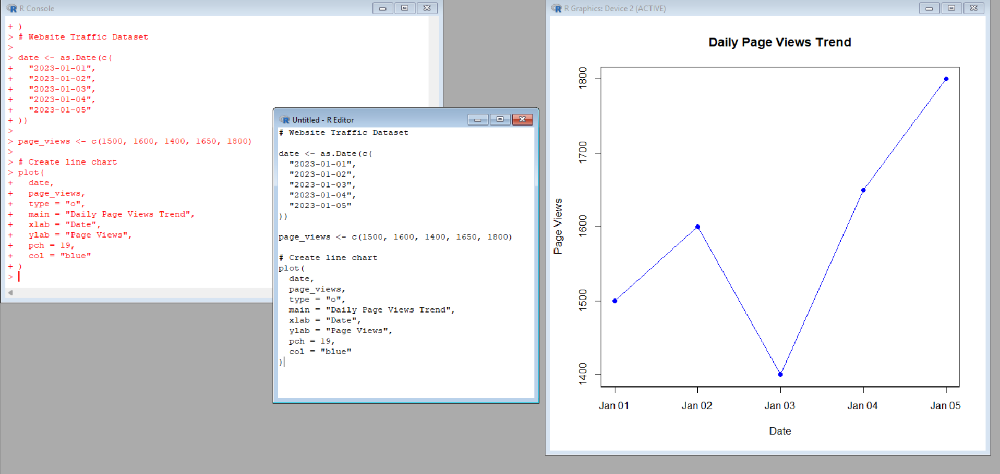 R Console
+ )
> # Website Traffic Dataset
>
> date <- as.Date(c(
+   "2023-01-01",
+   "2023-01-02",
+   "2023-01-03",
+   "2023-01-04",
+   "2023-01-05"
+ ))
>
> page_views <- c(1500, 1600, 1400, 1650, 1800)
>
> # Create line chart
> plot(
+   date,
+   page_views,
+   type = "o",
+   main = "Daily Page Views Trend",
+   xlab = "Date",
+   ylab = "Page Views",
+   pch = 19,
+   col = "blue"
+ )
>
Untitled - R Editor
# Website Traffic Dataset

date <- as.Date(c(
  "2023-01-01",
  "2023-01-02",
  "2023-01-03",
  "2023-01-04",
  "2023-01-05"
))

page_views <- c(1500, 1600, 1400, 1650, 1800)

# Create line chart
plot(
  date,
  page_views,
  type = "o",
  main = "Daily Page Views Trend",
  xlab = "Date",
  ylab = "Page Views",
  pch = 19,
  col = "blue"
)
R Graphics: Device 2 (ACTIVE)
Daily Page Views Trend
Page Views
1800
1700
1600
1500
1400
Jan 01 Jan 02 Jan 03 Jan 04 Jan 05
Date